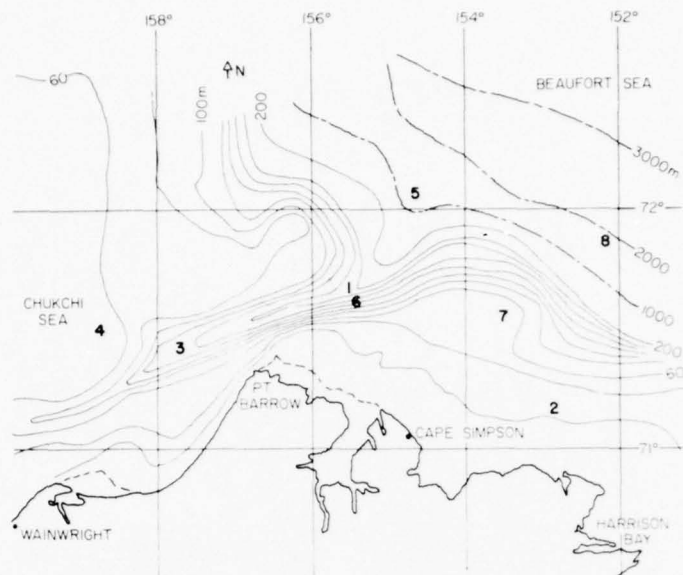 158° 156° 154° 152°
N
BEAUFORT SEA
60
100m
200
3000m
5
72°
8
2000
1
6
CHUKCHI
SEA
4
7
1000
3
200
60
PT.
BARROW
2
CAPE SIMPSON
71°
HARRISON
BAY
WAINWRIGHT